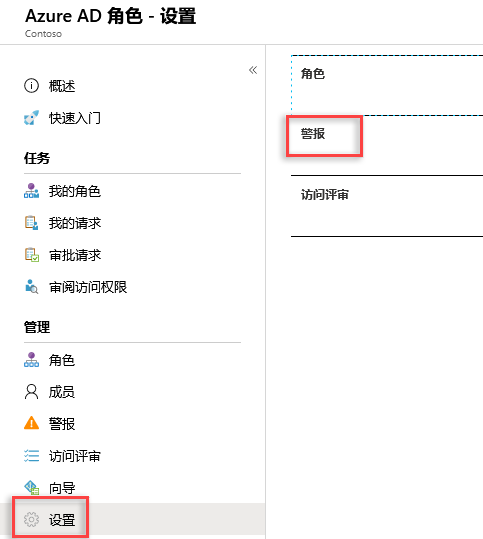 Azure AD 角色 - 设置
Contoso
«
概述
快速入门
任务
我的角色
我的请求
审批请求
审阅访问权限
管理
角色
成员
警报
访问评审
向导
设置
角色
警报
访问评审